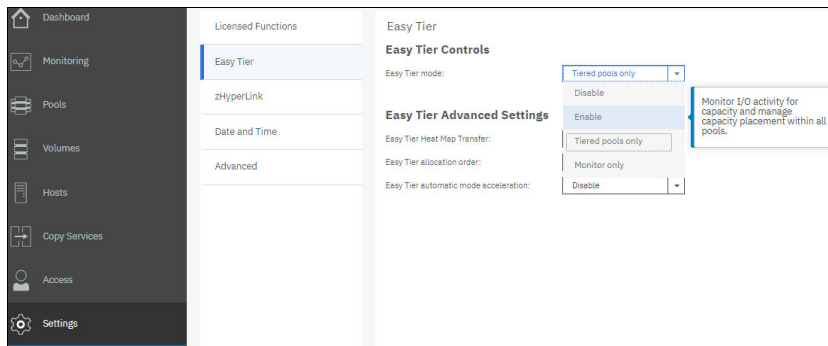 Dashboard
Monitoring
Pools
Volumes
Hosts
Copy Services
Access
Settings
Licensed Functions
Easy Tier
zHyperLink
Date and Time
Advanced
Easy Tier
Easy Tier Controls
Easy Tier mode:
Tiered pools only
Disable
Enable
Tiered pools only
Monitor only
Monitor I/O activity for
capacity and manage
capacity placement within all
pools.
Easy Tier Advanced Settings
Easy Tier Heat Map Transfer:
Easy Tier allocation order:
Easy Tier automatic mode acceleration:
Disable